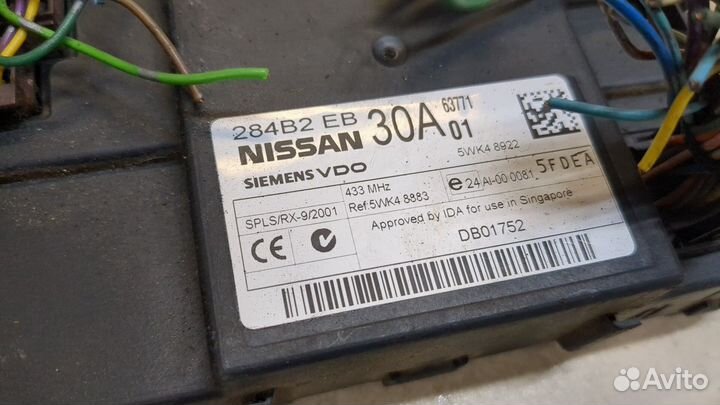 284B2 EB 30A 63771 01
NISSAN
SIEMENS VDO 5WK4 8922
433 MHz
SPLS/RX-9/2001 Ref:5WK4 8883
e 24 AI-00 0081 5FDEA
Approved by IDA for use in Singapore
CE DB01752
Avito